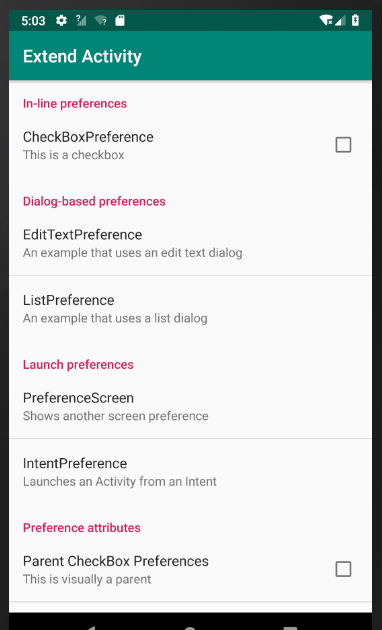 5:03
Extend Activity
In-line preferences
CheckBoxPreference
This is a checkbox
Dialog-based preferences
EditTextPreference
An example that uses an edit text dialog
ListPreference
An example that uses a list dialog
Launch preferences
PreferenceScreen
Shows another screen preference
IntentPreference
Launches an Activity from an Intent
Preference attributes
Parent CheckBox Preferences
This is visually a parent